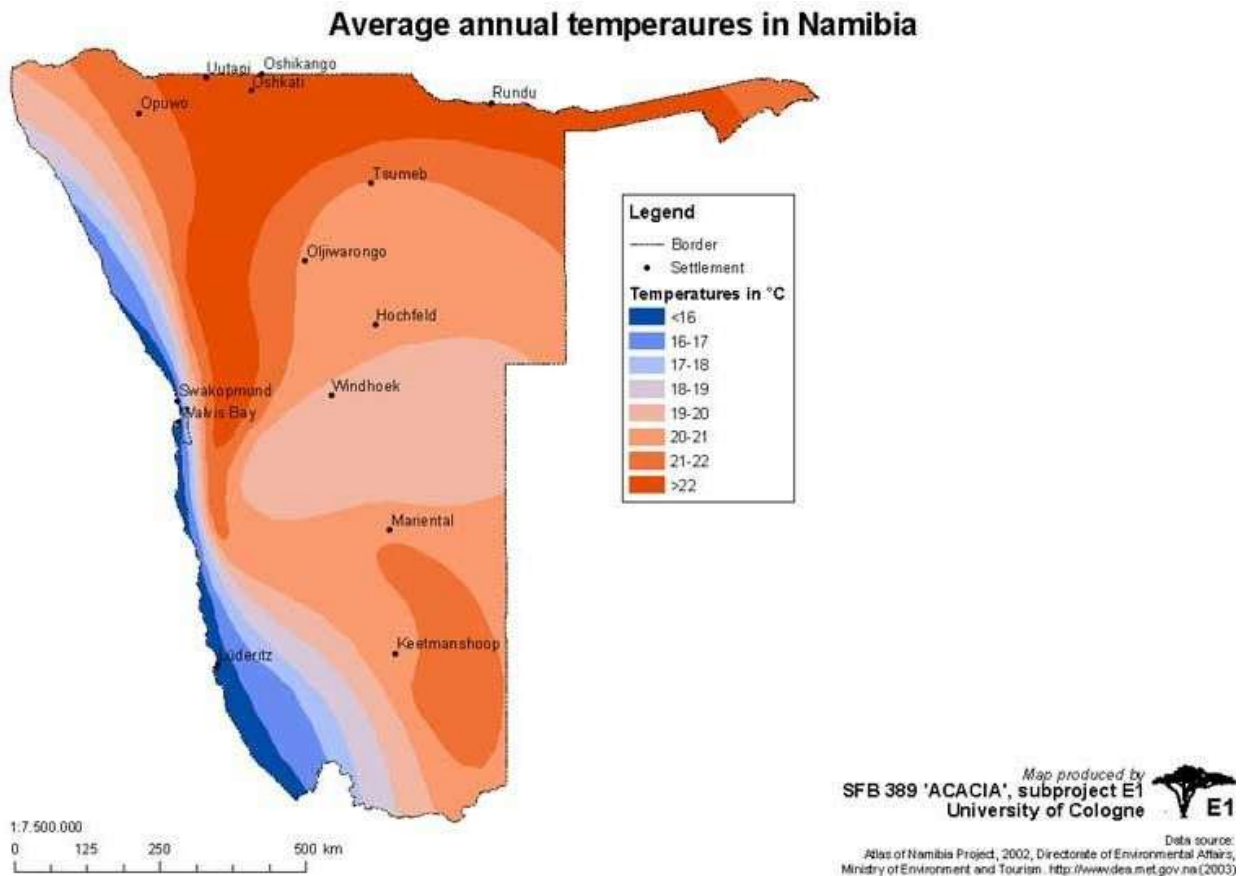 Average annual temperaures in Namibia
Uutapi
Oshikango
Oshkati
Opuwo
Rundu
Tsumeb
Oljiwarongo
Hochfeld
Windhoek
Swakopmund
Walvis Bay
Mariental
Keetmanshoop
Lüderitz
Legend
Border
Settlement
Temperatures in °C
<16
16-17
17-18
18-19
19-20
20-21
21-22
>22
1:7.500.000
0 125 250 500 km
Map produced by
SFB 389 'ACACIA', subproject E1
University of Cologne
E1
Data source:
Atlas of Namibia Project, 2002, Directorate of Environmental Affairs,
Ministry of Environment and Tourism. http://www.dea.met.gov.na (2003)